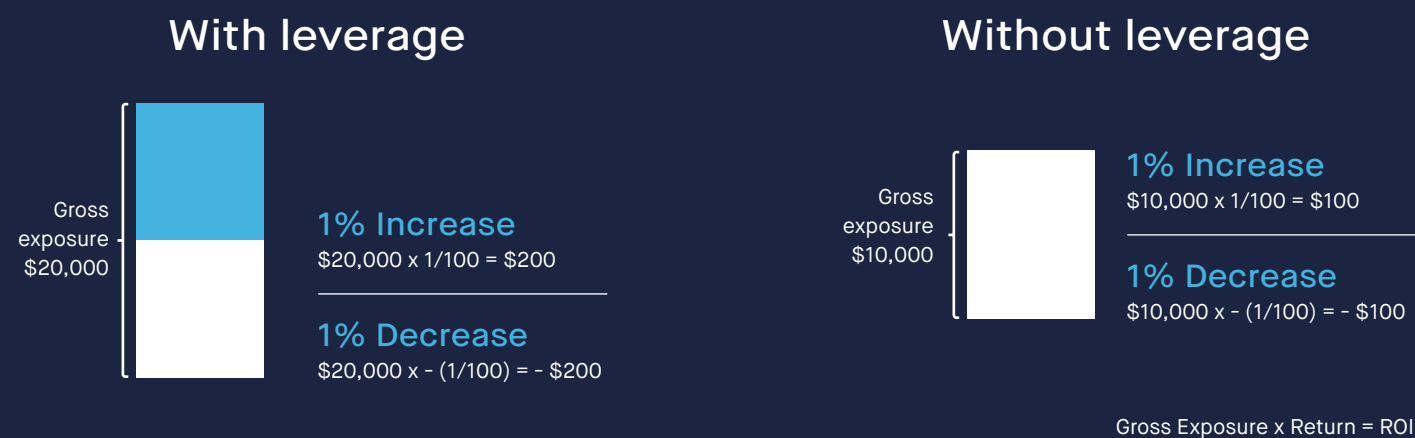 With leverage
Gross
exposure
$20,000
1% Increase
$20,000 x 1/100 = $200
1% Decrease
$20,000 x - (1/100) = - $200
Without leverage
Gross
exposure
$10,000
1% Increase
$10,000 x 1/100 = $100
1% Decrease
$10,000 x - (1/100) = - $100
Gross Exposure x Return = ROI